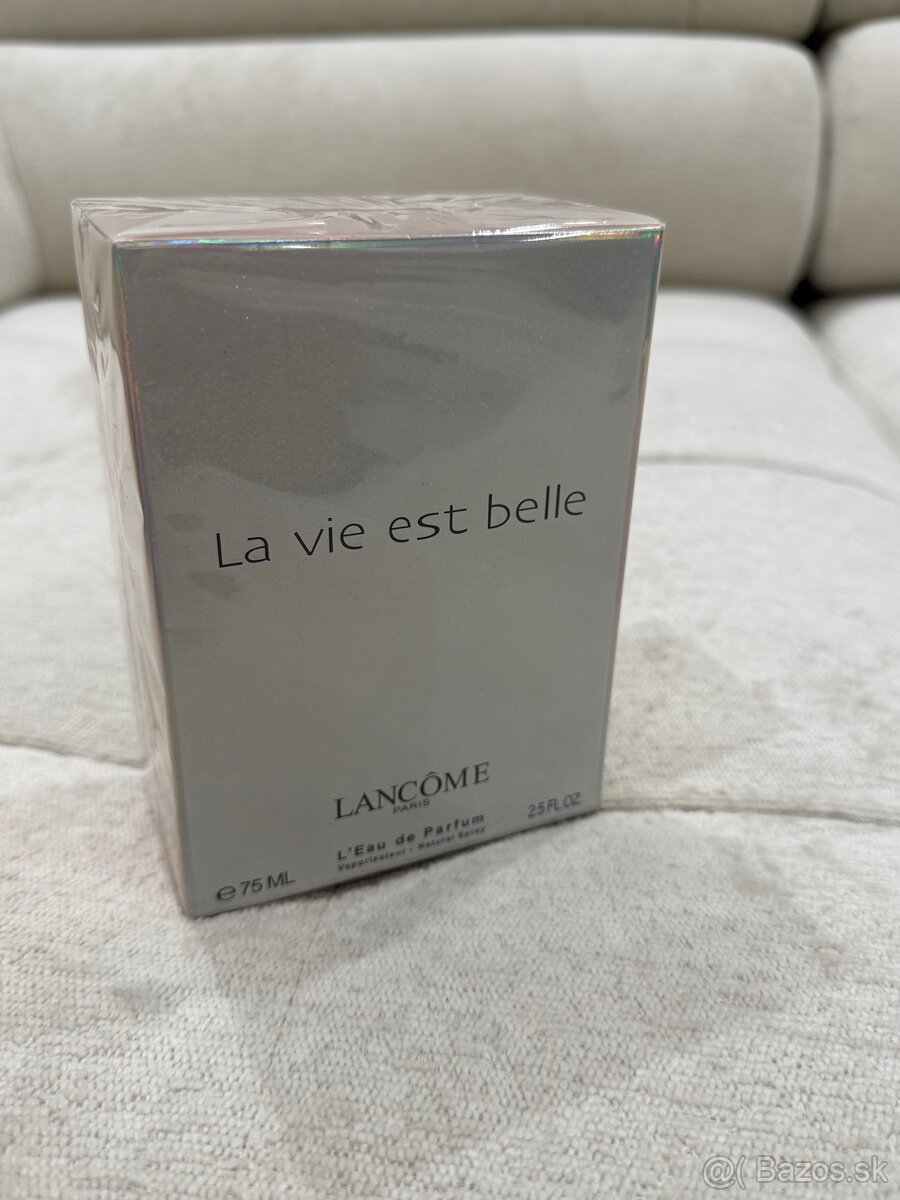 La vie est belle
LANCÔME
PARIS
L'Eau de Parfum
Vaporisateur - Natural Spray
℮75 ML
2.5 FL.OZ
@( Bazos.sk